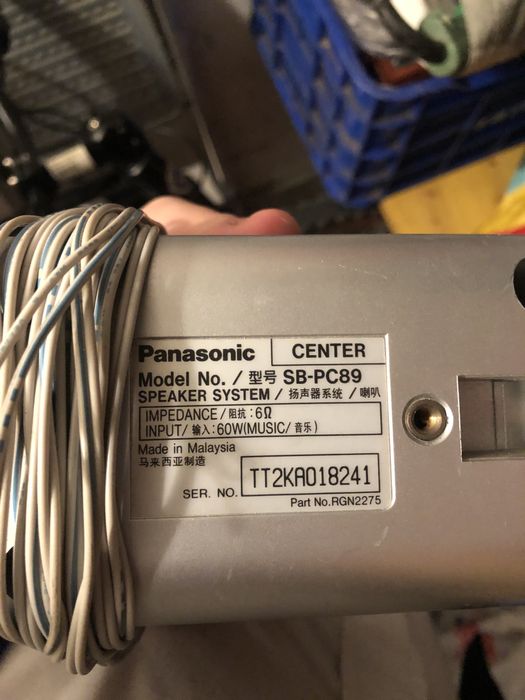 Panasonic CENTER
Model No. / 型号 SB-PC89
SPEAKER SYSTEM / 扬声器系统 / 喇叭
IMPEDANCE / 阻抗 : 6Ω
INPUT / 输入 : 60W(MUSIC / 音乐)
Made in Malaysia
马来西亚制造
SER. NO. TT2KA018241
Part No.RGN2275